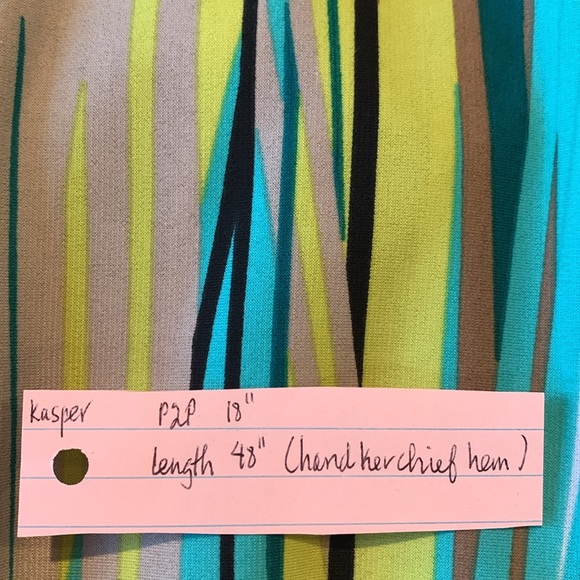 Kasper P2P 18"
Length 48" (handkerchief hem)